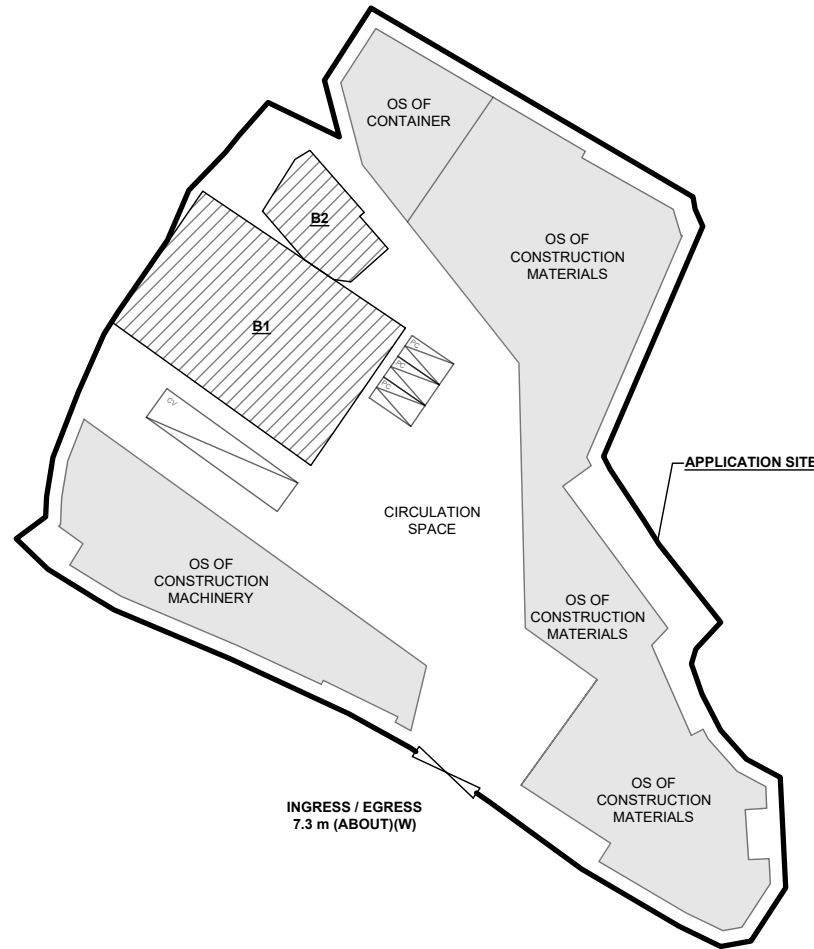 OS OF
CONTAINER
B2
OS OF
CONSTRUCTION
MATERIALS
B1
PC
PC
PC
CV
APPLICATION SITE
CIRCULATION
SPACE
OS OF
CONSTRUCTION
MACHINERY
OS OF
CONSTRUCTION
MATERIALS
OS OF
CONSTRUCTION
MATERIALS
INGRESS / EGRESS
7.3 m (ABOUT)(W)